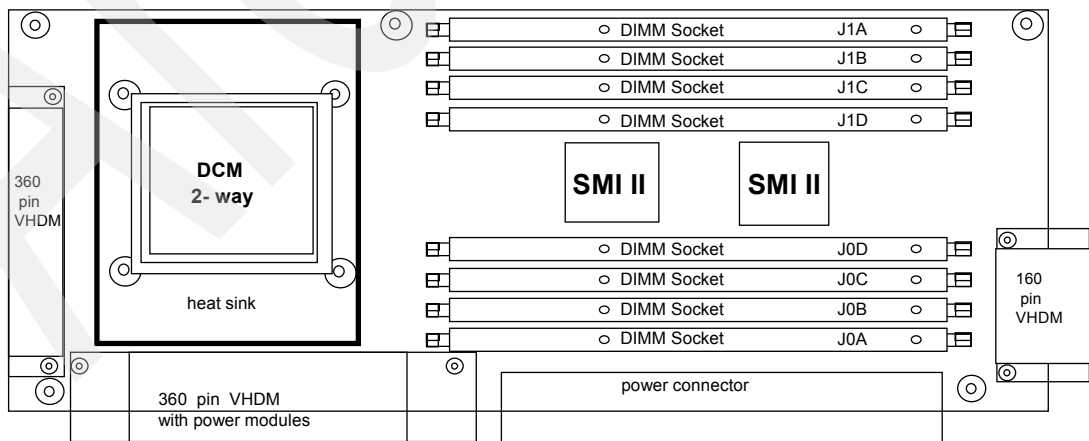 DIMM Socket J1A
DIMM Socket J1B
DIMM Socket J1C
DIMM Socket J1D
DCM
2- way
SMI II
SMI II
360
pin
VHDM
heat sink
DIMM Socket J0D
DIMM Socket J0C
DIMM Socket J0B
DIMM Socket J0A
160
pin
VHDM
360 pin VHDM
with power modules
power connector